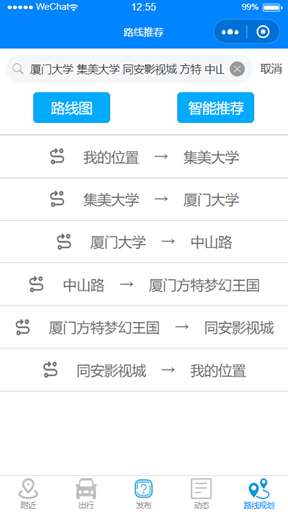 WeChat 12:55 99%
路线推荐
厦门大学 集美大学 同安影视城 方特 中山 取消
路线图 智能推荐
我的位置 → 集美大学
集美大学 → 厦门大学
厦门大学 → 中山路
中山路 → 厦门方特梦幻王国
厦门方特梦幻王国 → 同安影视城
同安影视城 → 我的位置
附近 出行 发布 动态 路线规划